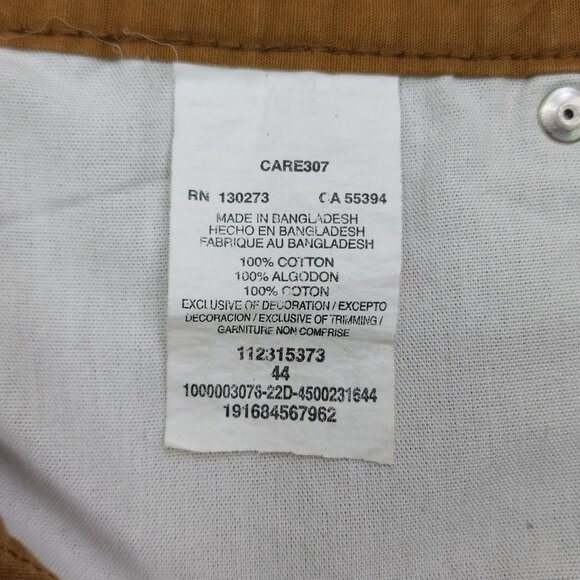 CARE307
RN 130273 CA 55394
MADE IN BANGLADESH
HECHO EN BANGLADESH
FABRIQUE AU BANGLADESH
100% COTTON
100% ALGODON
100% COTON
EXCLUSIVE OF DECORATION / EXCEPTO
DECORACION / EXCLUSIVE OF TRIMMING /
GARNITURE NON COMPRISE
112315373
44
1000003076-22D-4500231644
191684567962